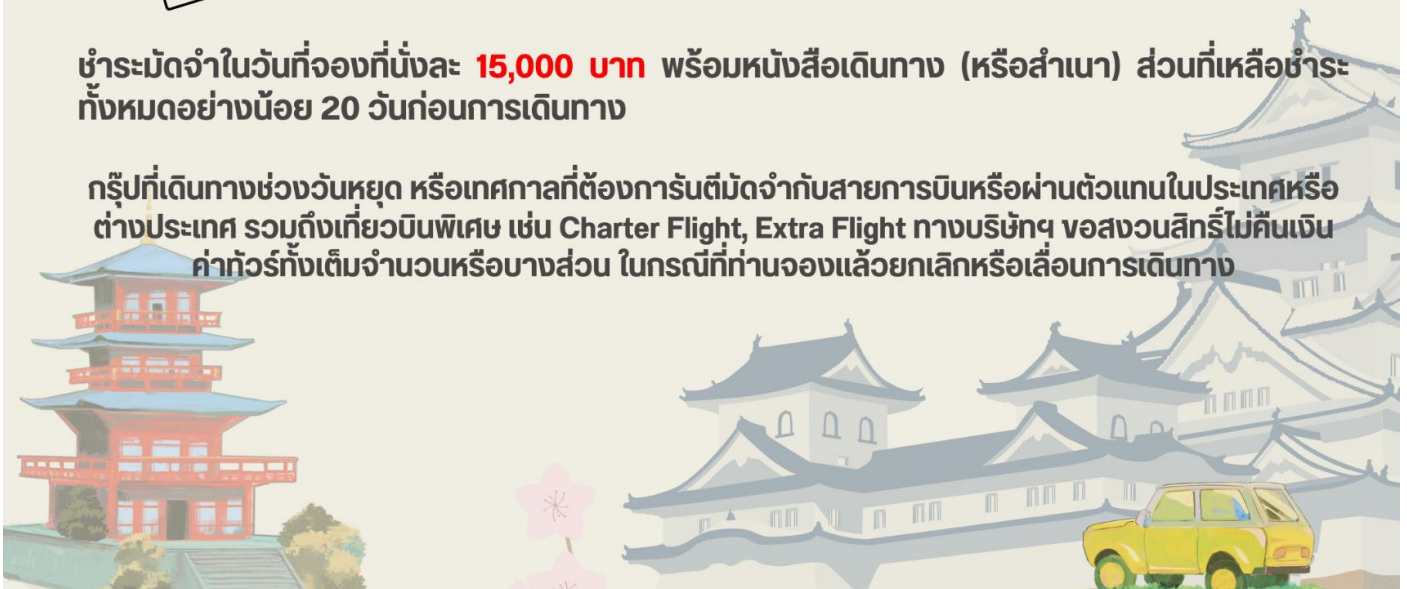 ชำระมัดจำในวันที่จองที่นั่งละ 15,000 บาท พร้อมหนังสือเดินทาง (หรือสำเนา) ส่วนที่เหลือชำระ
ทั้งหมดอย่างน้อย 20 วันก่อนการเดินทาง
กรุ๊ปที่เดินทางช่วงวันหยุด หรือเทศกาลที่ต้องการันตีมัดจำกับสายการบินหรือผ่านตัวแทนในประเทศหรือ
ต่างประเทศ รวมถึงเที่ยวบินพิเศษ เช่น Charter Flight, Extra Flight ทางบริษัทฯ ขอสงวนสิทธิ์ไม่คืนเงิน
ค่าทัวร์ทั้งเต็มจำนวนหรือบางส่วน ในกรณีที่ท่านจองแล้วยกเลิกหรือเลื่อนการเดินทาง